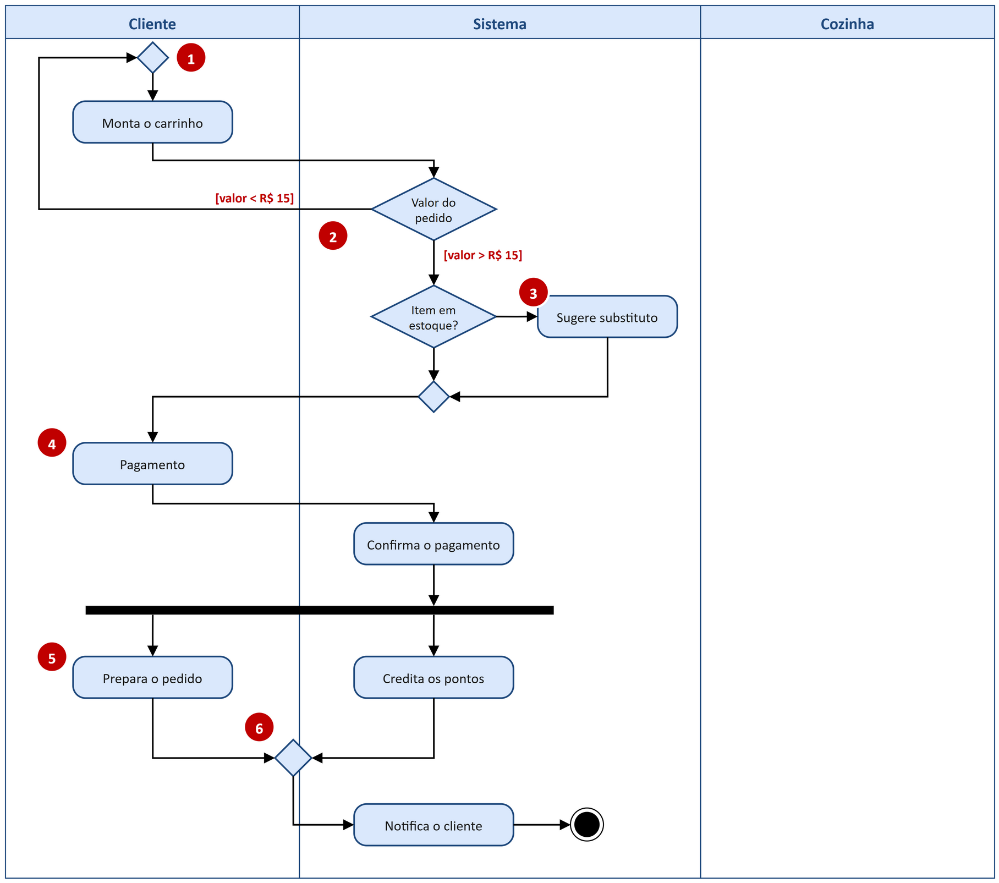 Cliente
Sistema
Cozinha
1
Monta o carrinho
[valor < R$ 15]
Valor do
pedido
2
[valor > R$ 15]
3
Item em
estoque?
Sugere substituto
4
Pagamento
Confirma o pagamento
5
Prepara o pedido
Credita os pontos
6
Notifica o cliente